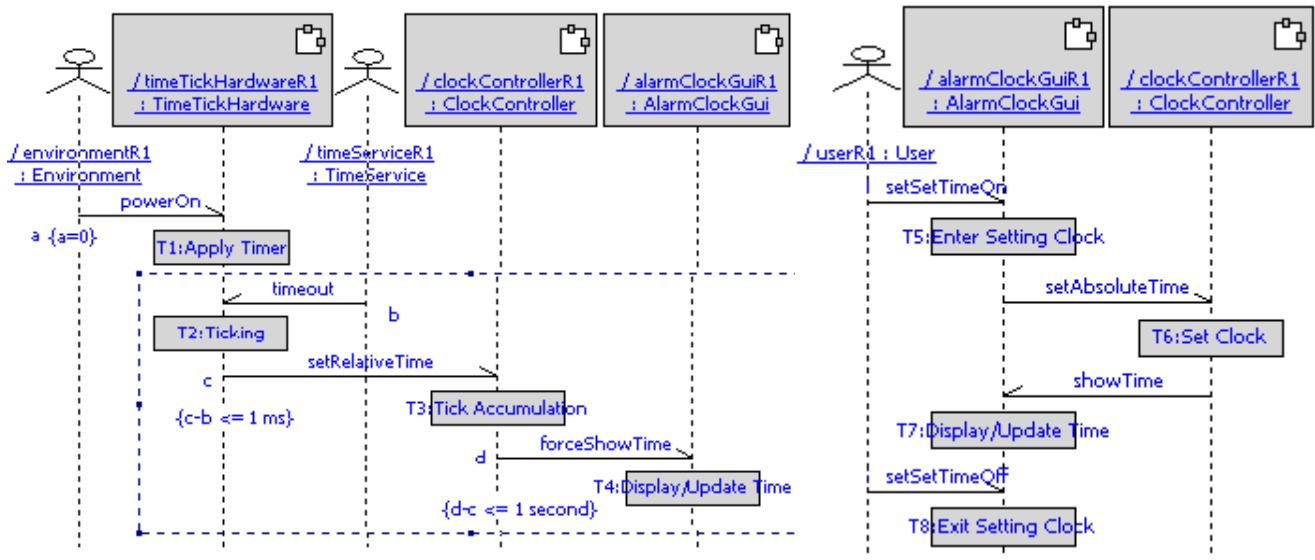 / timeTickHardwareR1
: TimeTickHardware
/ clockControllerR1
: ClockController
/ alarmClockGuiR1
: AlarmClockGui
/ environmentR1
: Environment
/ timeServiceR1
: TimeService
powerOn
a {a=0}
T1:Apply Timer
timeout
b
T2:Ticking
setRelativeTime
c
{c-b <= 1 ms}
T3:Tick Accumulation
forceShowTime
d
T4:Display/Update Time
{d-c <= 1 second}
/ alarmClockGuiR1
: AlarmClockGui
/ clockControllerR1
: ClockController
/ userR1 : User
setSetTimeOn
T5:Enter Setting Clock
setAbsoluteTime
T6:Set Clock
showTime
T7:Display/Update Time
setSetTimeOff
T8:Exit Setting Clock